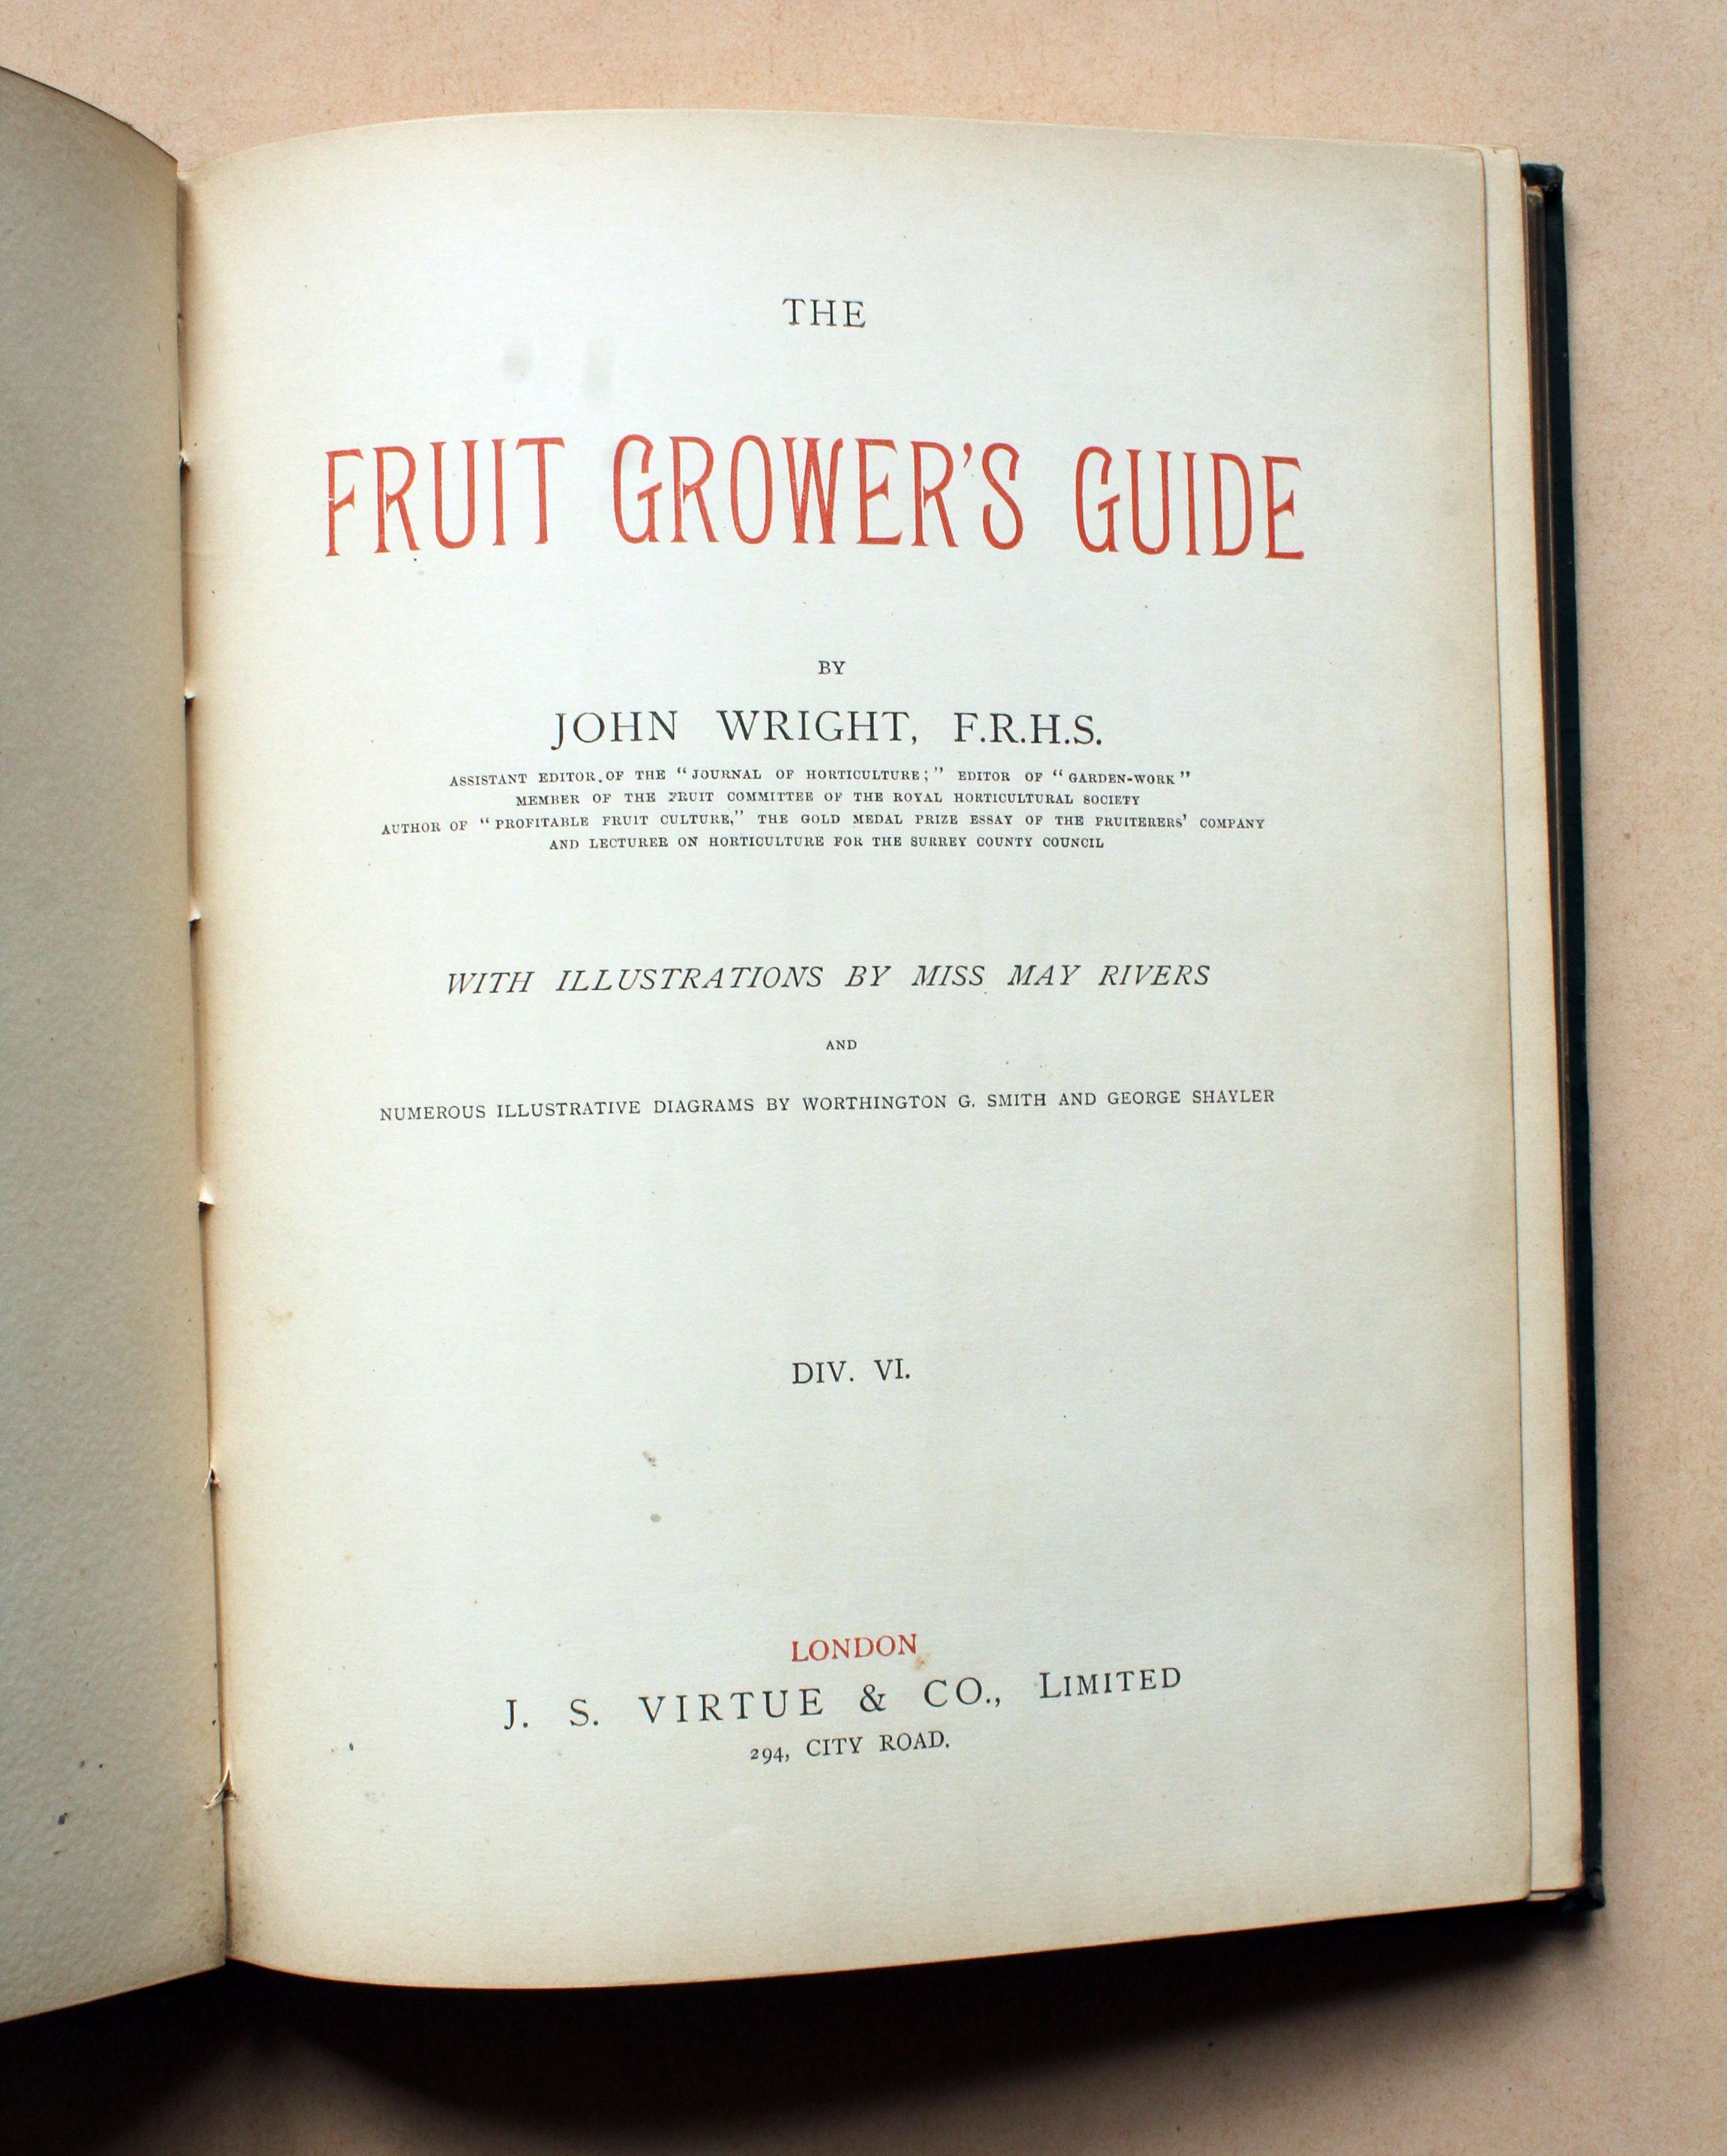 THE
FRUIT GROWER'S GUIDE
BY
JOHN WRIGHT, F.R.H.S.
ASSISTANT EDITOR OF THE "JOURNAL OF HORTICULTURE;" EDITOR OF "GARDEN-WORK"
MEMBER OF THE FRUIT COMMITTEE OF THE ROYAL HORTICULTURAL SOCIETY
AUTHOR OF "PROFITABLE FRUIT CULTURE," THE GOLD MEDAL PRIZE ESSAY OF THE FRUITERERS' COMPANY
AND LECTURER ON HORTICULTURE FOR THE SURREY COUNTY COUNCIL
WITH ILLUSTRATIONS BY MISS MAY RIVERS
AND
NUMEROUS ILLUSTRATIVE DIAGRAMS BY WORTHINGTON G. SMITH AND GEORGE SHAYLER
DIV. VI.
LONDON
J. S. VIRTUE & CO., LIMITED
294, CITY ROAD.